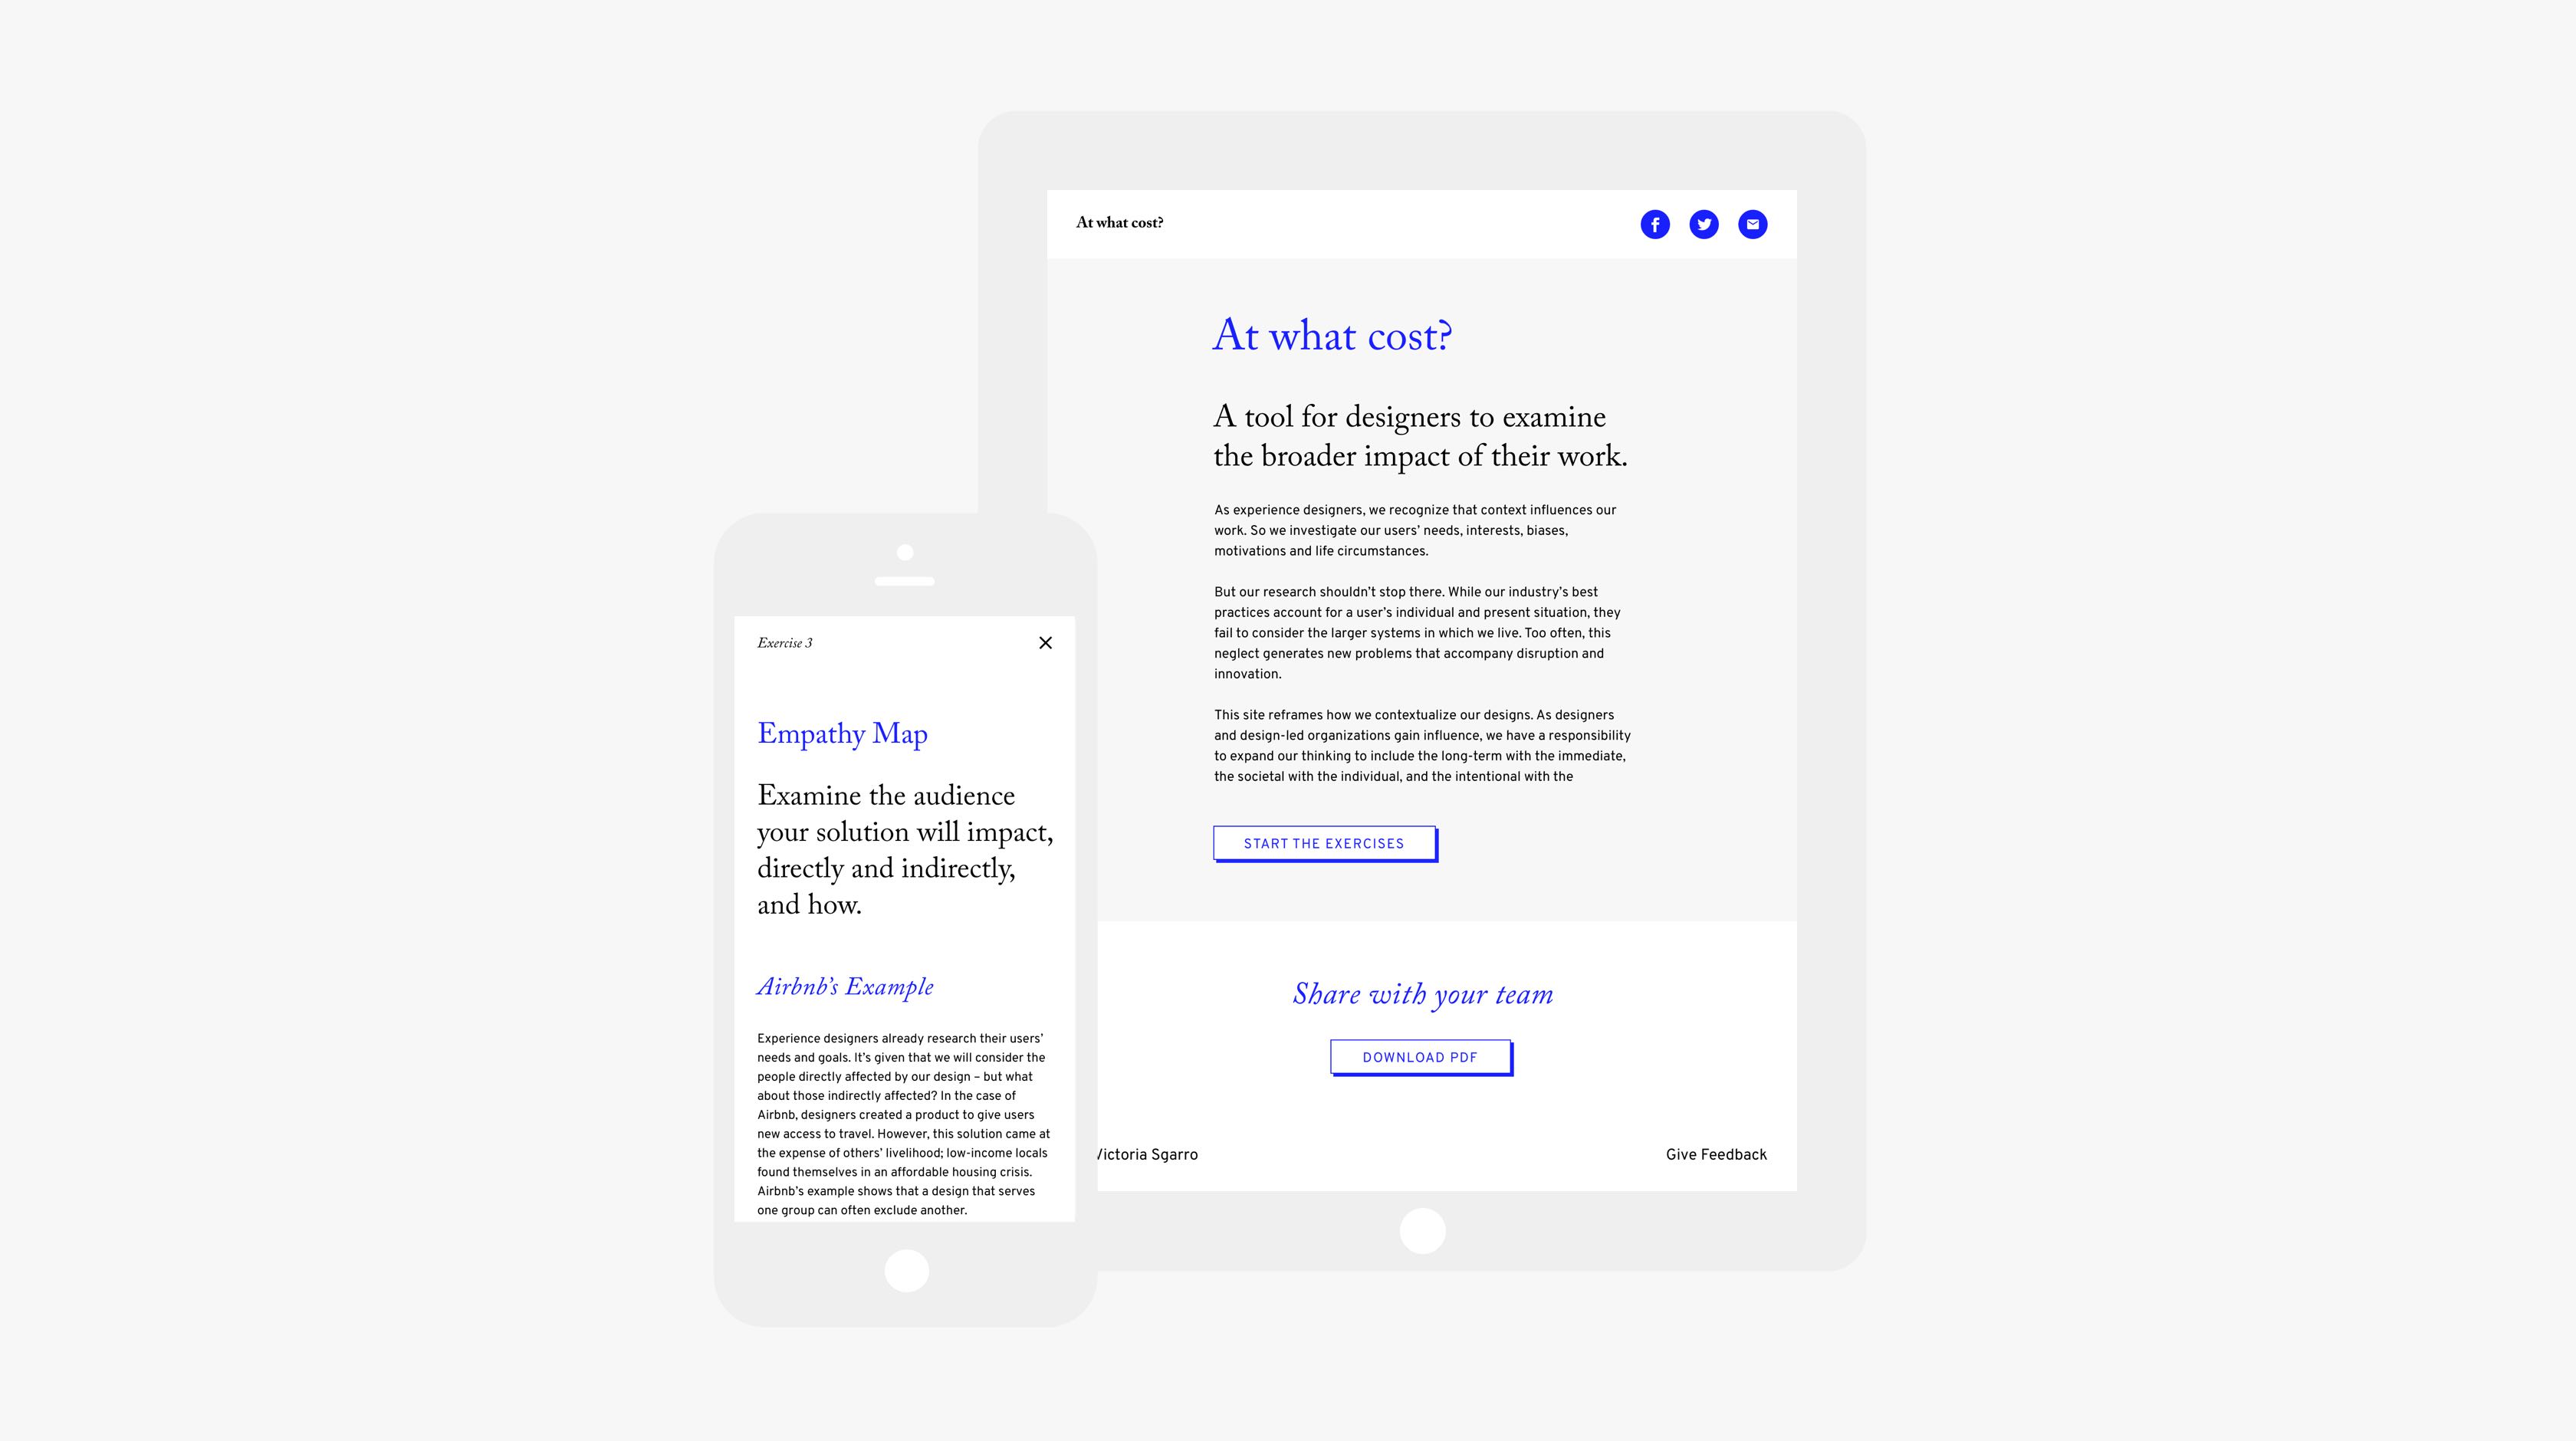 At what cost?
At what cost?
A tool for designers to examine
the broader impact of their work.
As experience designers, we recognize that context influences our
work. So we investigate our users’ needs, interests, biases,
motivations and life circumstances.
But our research shouldn’t stop there. While our industry’s best
practices account for a user’s individual and present situation, they
fail to consider the larger systems in which we live. Too often, this
neglect generates new problems that accompany disruption and
innovation.
This site reframes how we contextualize our designs. As designers
and design-led organizations gain influence, we have a responsibility
to expand our thinking to include the long-term with the immediate,
the societal with the individual, and the intentional with the
START THE EXERCISES
Share with your team
DOWNLOAD PDF
Victoria Sgarro
Give Feedback
Exercise 3
Empathy Map
Examine the audience
your solution will impact,
directly and indirectly,
and how.
Airbnb’s Example
Experience designers already research their users’
needs and goals. It’s given that we will consider the
people directly affected by our design – but what
about those indirectly affected? In the case of
Airbnb, designers created a product to give users
new access to travel. However, this solution came at
the expense of others’ livelihood; low-income locals
found themselves in an affordable housing crisis.
Airbnb’s example shows that a design that serves
one group can often exclude another.